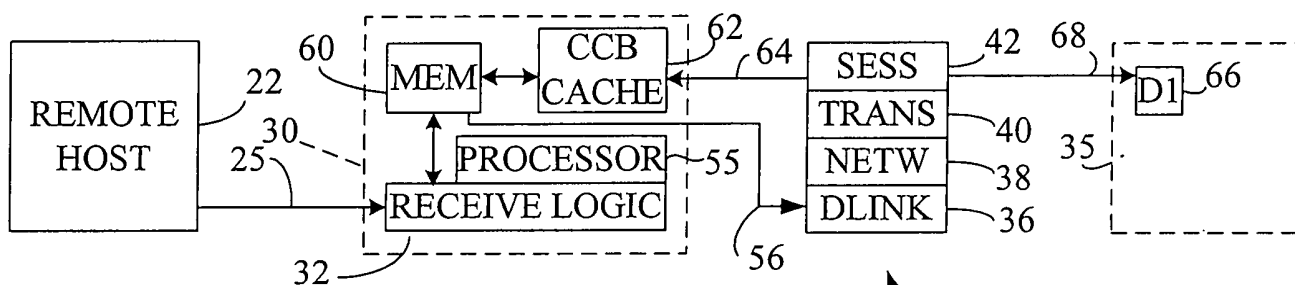 REMOTE
HOST
22
25
30
60
MEM
CCB
CACHE
62
PROCESSOR
55
RECEIVE LOGIC
32
64
56
SESS
42
TRANS
40
NETW
38
DLINK
36
68
D1
66
35